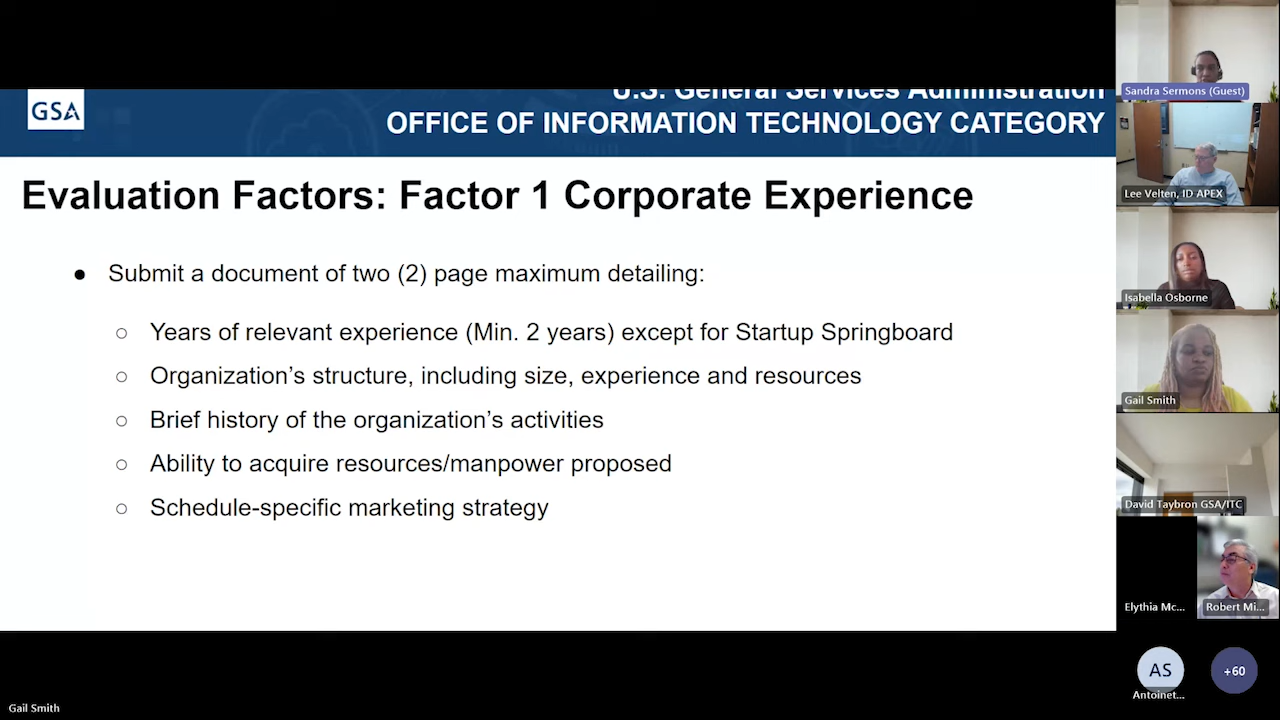 U.S. General Services Administration
GSA
OFFICE OF INFORMATION TECHNOLOGY CATEGORY
Evaluation Factors: Factor 1 Corporate Experience
● Submit a document of two (2) page maximum detailing:
○ Years of relevant experience (Min. 2 years) except for Startup Springboard
○ Organization’s structure, including size, experience and resources
○ Brief history of the organization’s activities
○ Ability to acquire resources/manpower proposed
○ Schedule-specific marketing strategy
Sandra Sermons (Guest)
Lee Velten, ID APEX
Isabella Osborne
Gail Smith
David Taybron GSA/ITC
Elythia Mc...
Robert Mi...
AS
+60
Antoinet...
Gail Smith